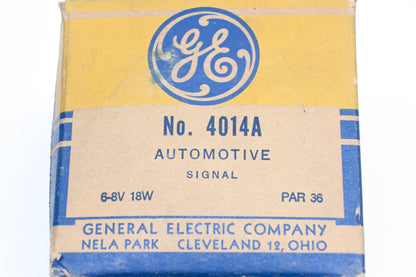 GE
No. 4014A
AUTOMOTIVE
SIGNAL
6-8V 18W PAR 36
GENERAL ELECTRIC COMPANY
NELA PARK CLEVELAND 12, OHIO